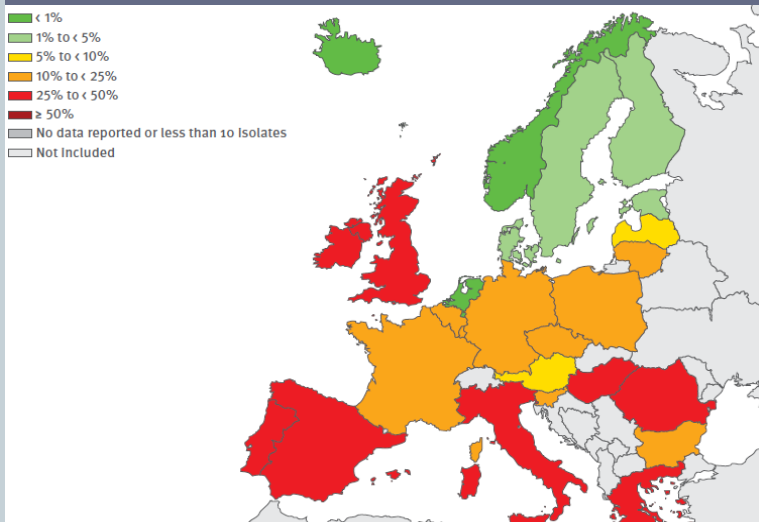 < 1%
1% to < 5%
5% to < 10%
10% to < 25%
25% to < 50%
≥ 50%
No data reported or less than 10 isolates
Not included